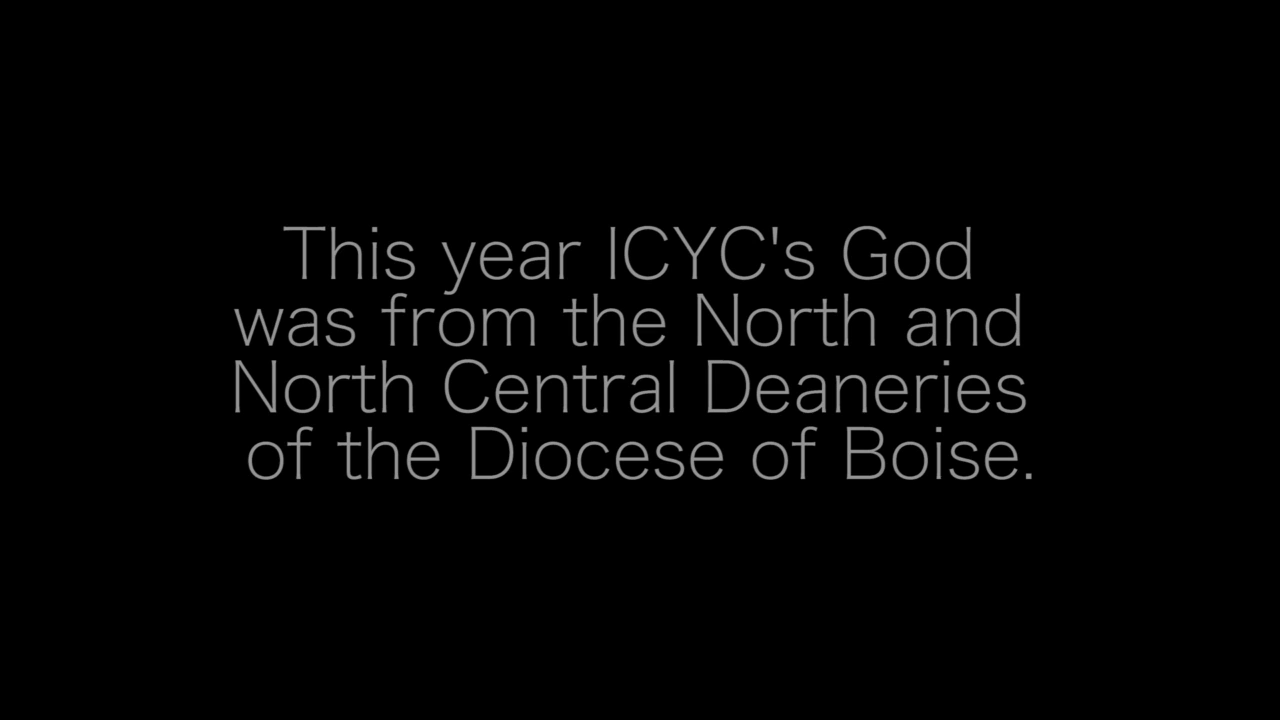 This year ICYC's God
was from the North and
North Central Deaneries
of the Diocese of Boise.